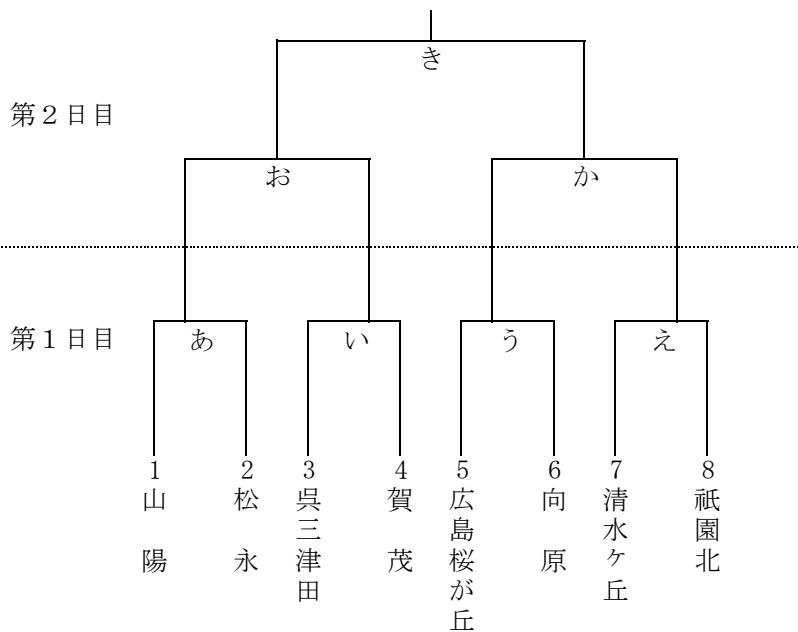 き
第２日目
お
か
第１日目
あ
い
う
え
1
2
3
4
5
6
7
8
山陽
松永
呉三津田
賀茂
広島桜が丘
向原
清水ケ丘
祇園北